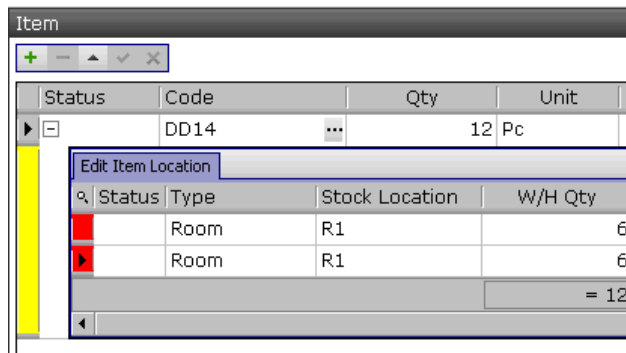 Item
Status Code Qty Unit
DD14 ... 12 Pc
Edit Item Location
Status Type Stock Location W/H Qty
Room R1 6
Room R1 6
= 12